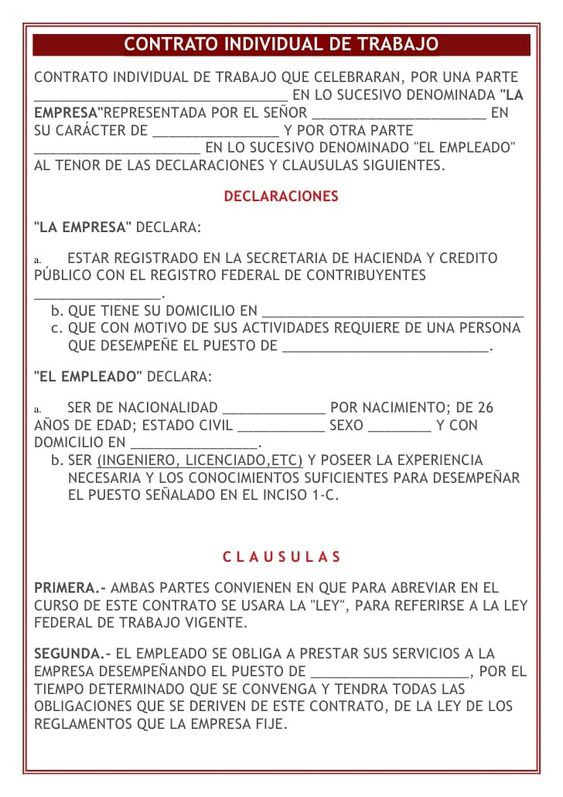 CONTRATO INDIVIDUAL DE TRABAJO
CONTRATO INDIVIDUAL DE TRABAJO QUE CELEBRARAN, POR UNA PARTE
________________________________ EN LO SUCESIVO DENOMINADA "LA
EMPRESA"REPRESENTADA POR EL SEÑOR ______________________ EN
SU CARÁCTER DE ________________ Y POR OTRA PARTE
_____________________ EN LO SUCESIVO DENOMINADO "EL EMPLEADO"
AL TENOR DE LAS DECLARACIONES Y CLAUSULAS SIGUIENTES.
DECLARACIONES
"LA EMPRESA" DECLARA:
a. ESTAR REGISTRADO EN LA SECRETARIA DE HACIENDA Y CREDITO
PÚBLICO CON EL REGISTRO FEDERAL DE CONTRIBUYENTES
________________.
b. QUE TIENE SU DOMICILIO EN _________________________________
c. QUE CON MOTIVO DE SUS ACTIVIDADES REQUIERE DE UNA PERSONA
QUE DESEMPEÑE EL PUESTO DE __________________________.
"EL EMPLEADO" DECLARA:
a. SER DE NACIONALIDAD _____________ POR NACIMIENTO; DE 26
AÑOS DE EDAD; ESTADO CIVIL ___________ SEXO ________ Y CON
DOMICILIO EN ________________.
b. SER (INGENIERO, LICENCIADO,ETC) Y POSEER LA EXPERIENCIA
NECESARIA Y LOS CONOCIMIENTOS SUFICIENTES PARA DESEMPEÑAR
EL PUESTO SEÑALADO EN EL INCISO 1-C.
C L A U S U L A S
PRIMERA.- AMBAS PARTES CONVIENEN EN QUE PARA ABREVIAR EN EL
CURSO DE ESTE CONTRATO SE USARA LA "LEY", PARA REFERIRSE A LA LEY
FEDERAL DE TRABAJO VIGENTE.
SEGUNDA.- EL EMPLEADO SE OBLIGA A PRESTAR SUS SERVICIOS A LA
EMPRESA DESEMPEÑANDO EL PUESTO DE ____________________, POR EL
TIEMPO DETERMINADO QUE SE CONVENGA Y TENDRA TODAS LAS
OBLIGACIONES QUE SE DERIVEN DE ESTE CONTRATO, DE LA LEY DE LOS
REGLAMENTOS QUE LA EMPRESA FIJE.